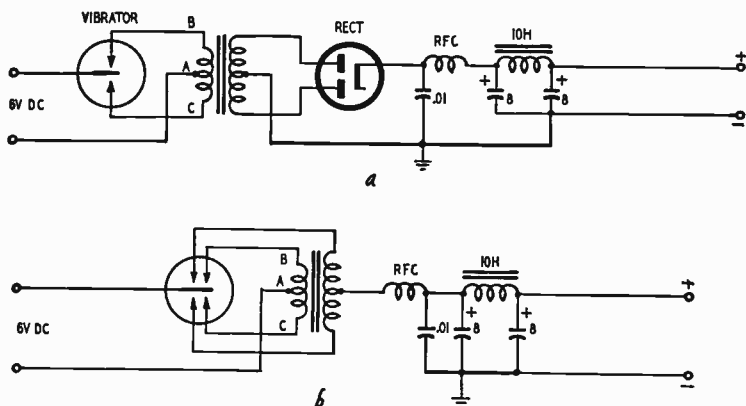 VIBRATOR
B
A
C
6V DC
RECT
RFC
10H
+
+
+
.01
8
8
−
a
B
A
C
6V DC
RFC
10H
+
+
+
.01
8
8
−
b